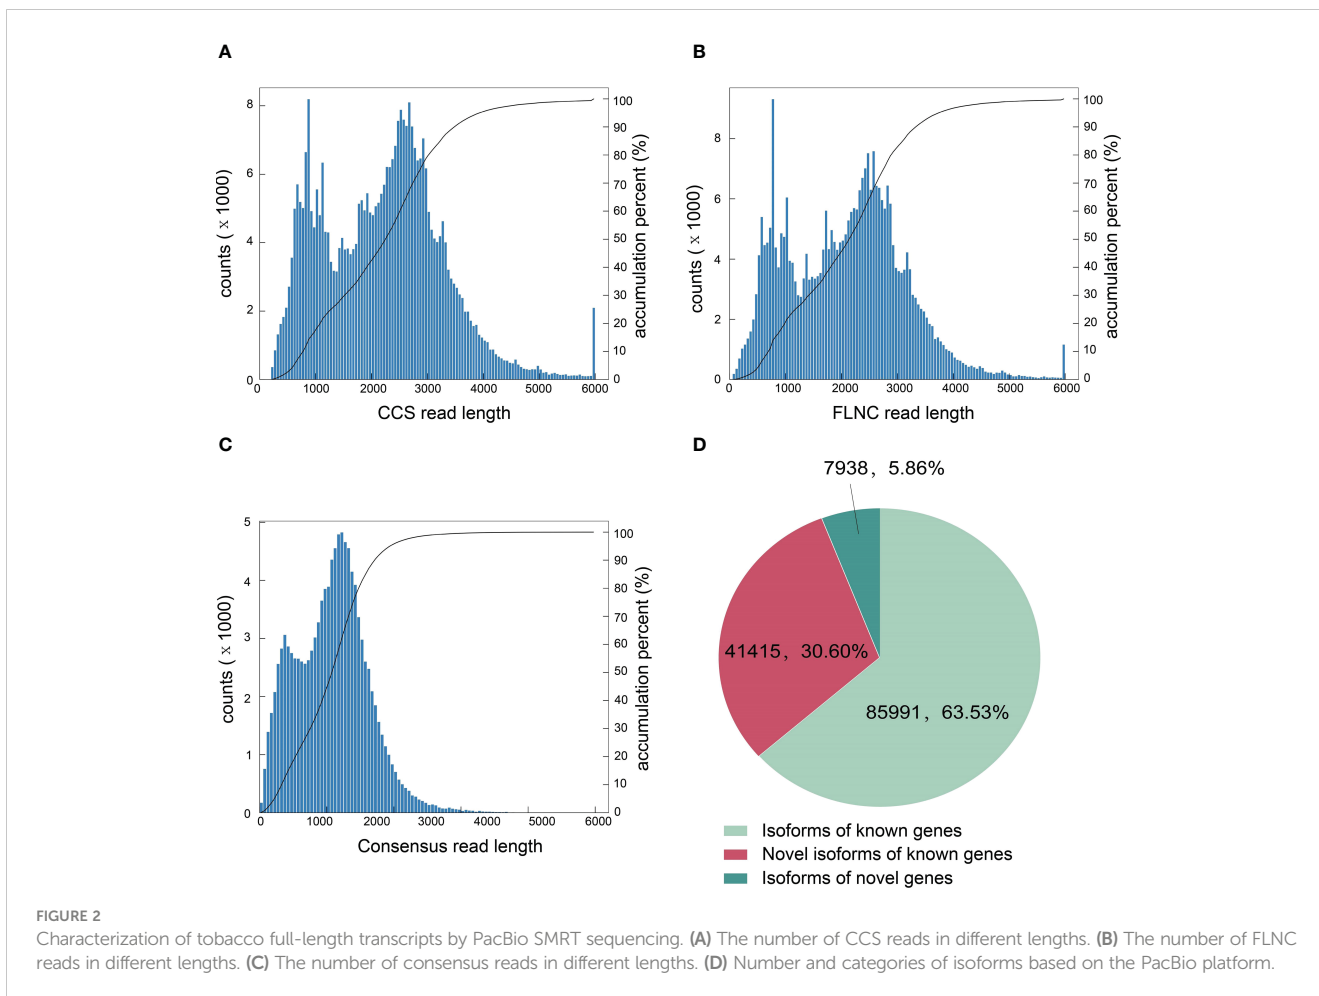 A
8
6
4
2
0
counts ( x 1000)
100
90
80
70
60
50
40
30
20
10
0
accumulation percent (%)
0 1000 2000 3000 4000 5000 6000
CCS read length
B
8
6
4
2
0
counts ( x 1000)
100
90
80
70
60
50
40
30
20
10
0
accumulation percent (%)
0 1000 2000 3000 4000 5000 6000
FLNC read length
C
5
4
3
2
1
0
counts ( x 1000)
100
90
80
70
60
50
40
30
20
10
0
accumulation percent (%)
0 1000 2000 3000 4000 5000 6000
Consensus read length
D
7938, 5.86%
41415, 30.60%
85991, 63.53%
Isoforms of known genes
Novel isoforms of known genes
Isoforms of novel genes
FIGURE 2
Characterization of tobacco full-length transcripts by PacBio SMRT sequencing. (A) The number of CCS reads in different lengths. (B) The number of FLNC
reads in different lengths. (C) The number of consensus reads in different lengths. (D) Number and categories of isoforms based on the PacBio platform.